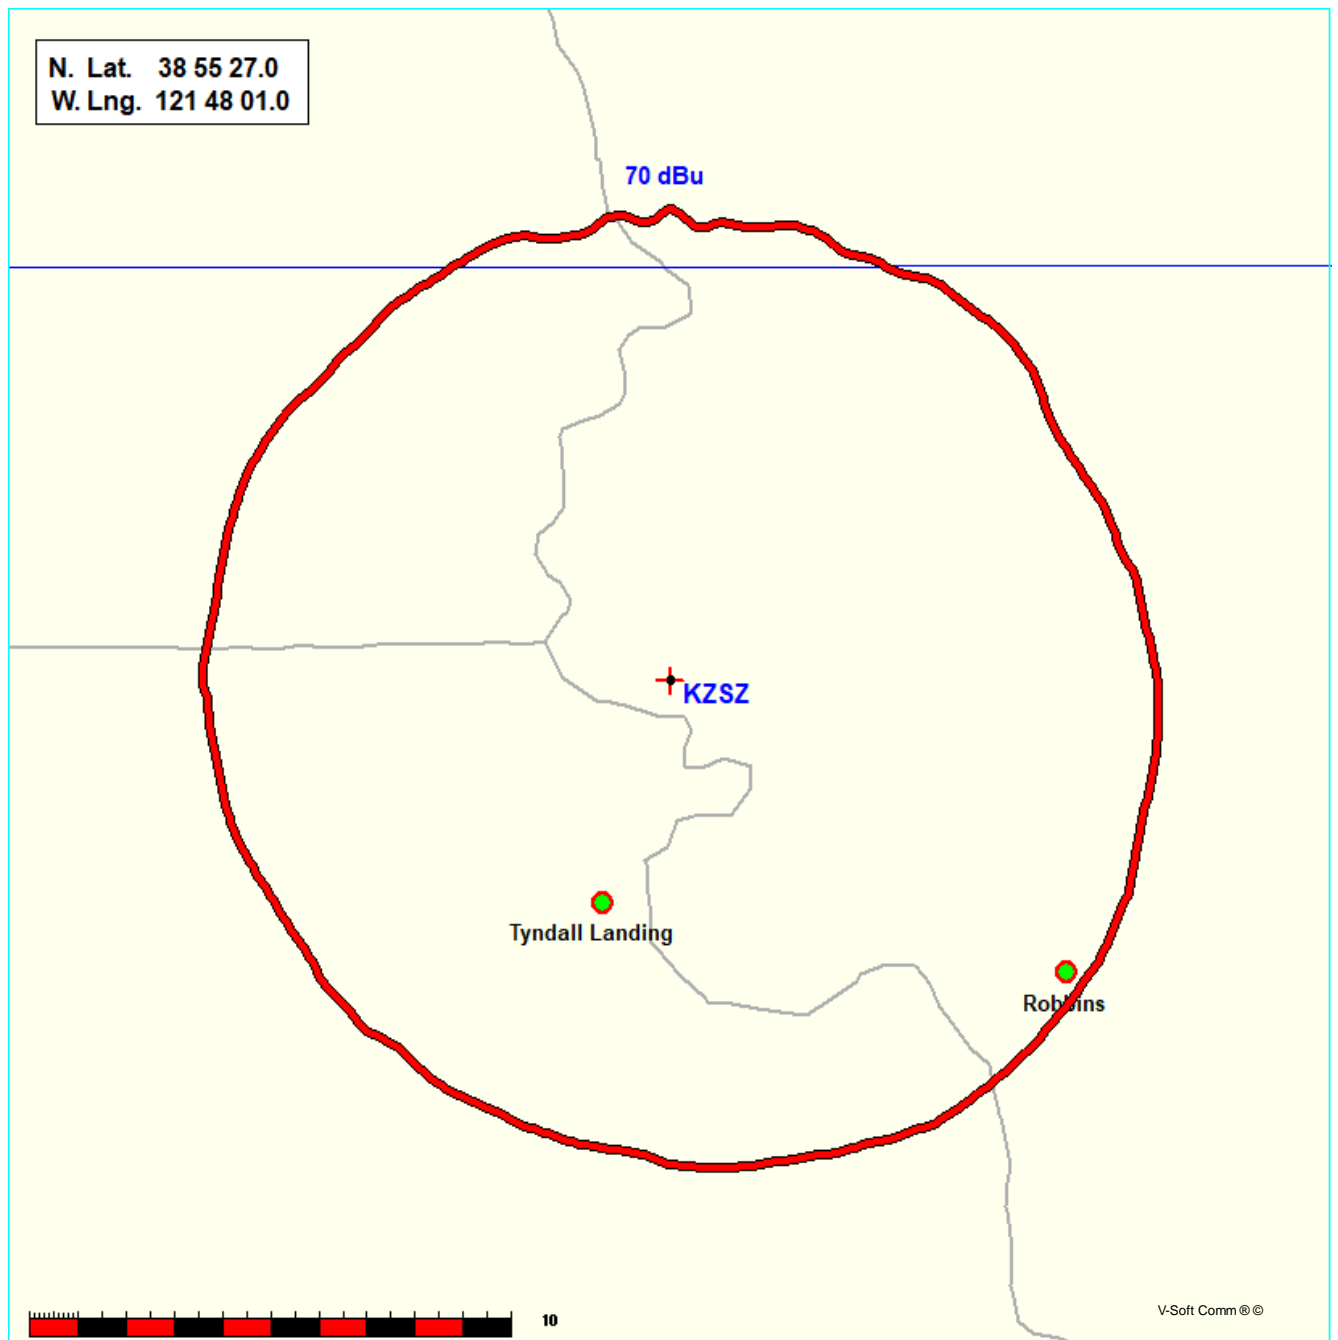 N. Lat. 38 55 27.0
W. Lng. 121 48 01.0
70 dBu
KZSZ
Tyndall Landing
Robbins
10
V-Soft Comm ® ©